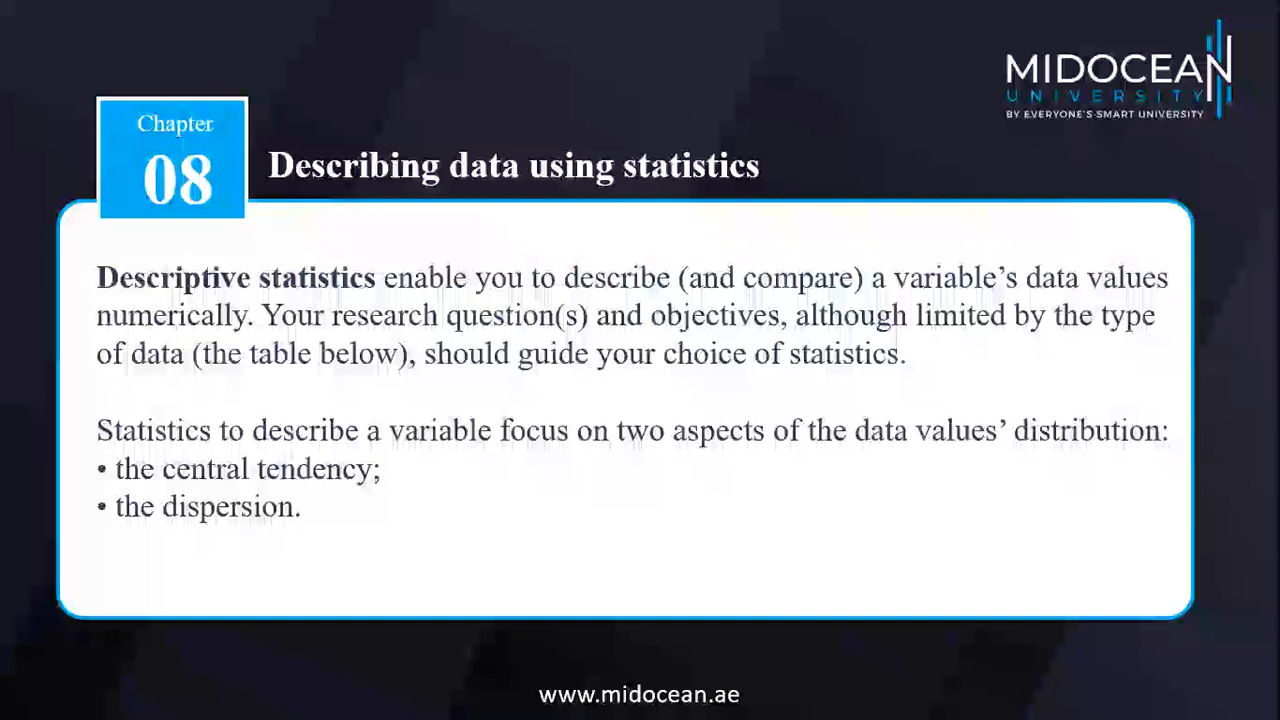 MIDOCEAN
UNIVERSITY
BY EVERYONE'S SMART UNIVERSITY
Chapter
08
Describing data using statistics
Descriptive statistics enable you to describe (and compare) a variable’s data values
numerically. Your research question(s) and objectives, although limited by the type
of data (the table below), should guide your choice of statistics.
Statistics to describe a variable focus on two aspects of the data values’ distribution:
• the central tendency;
• the dispersion.
www.midocean.ae